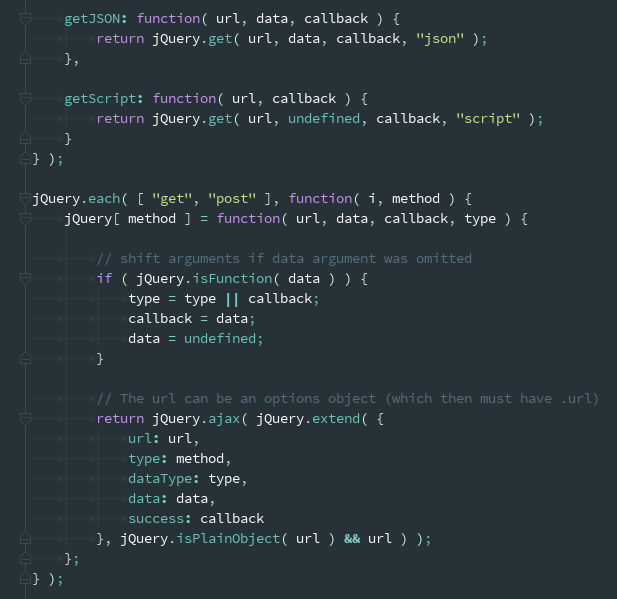 getJSON: function( url, data, callback ) {
return jQuery.get( url, data, callback, "json" );
},
getScript: function( url, callback ) {
return jQuery.get( url, undefined, callback, "script" );
}
} );
jQuery.each( [ "get", "post" ], function( i, method ) {
jQuery[ method ] = function( url, data, callback, type ) {
// shift arguments if data argument was omitted
if ( jQuery.isFunction( data ) ) {
type = type || callback;
callback = data;
data = undefined;
}
// The url can be an options object (which then must have .url)
return jQuery.ajax( jQuery.extend( {
url: url,
type: method,
dataType: type,
data: data,
success: callback
}, jQuery.isPlainObject( url ) && url ) );
};
} );